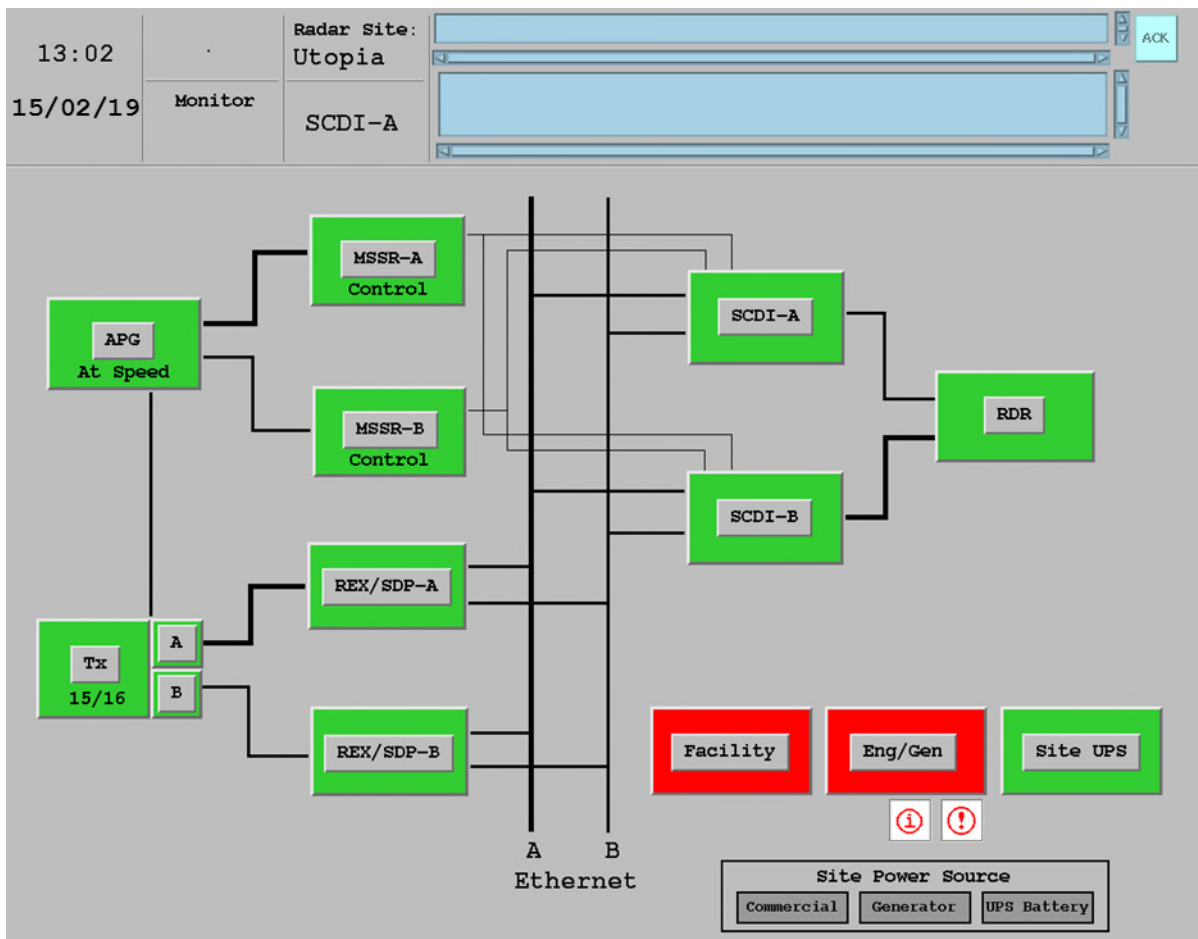 13:02
15/02/19
.
Monitor
Radar Site:
Utopia
SCDI-A
ACK
MSSR-A
Control
APG
At Speed
MSSR-B
Control
SCDI-A
RDR
SCDI-B
REX/SDP-A
Tx
15/16
A
B
REX/SDP-B
Facility
Eng/Gen
Site UPS
i
!
A
B
Ethernet
Site Power Source
Commercial
Generator
UPS Battery